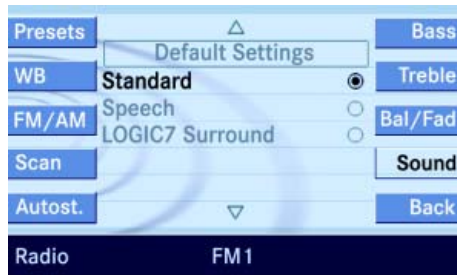 Presets
WB
FM/AM
Scan
Autost.
Default Settings
Standard
Speech
LOGIC7 Surround
Bass
Treble
Bal/Fad
Sound
Back
Radio FM1